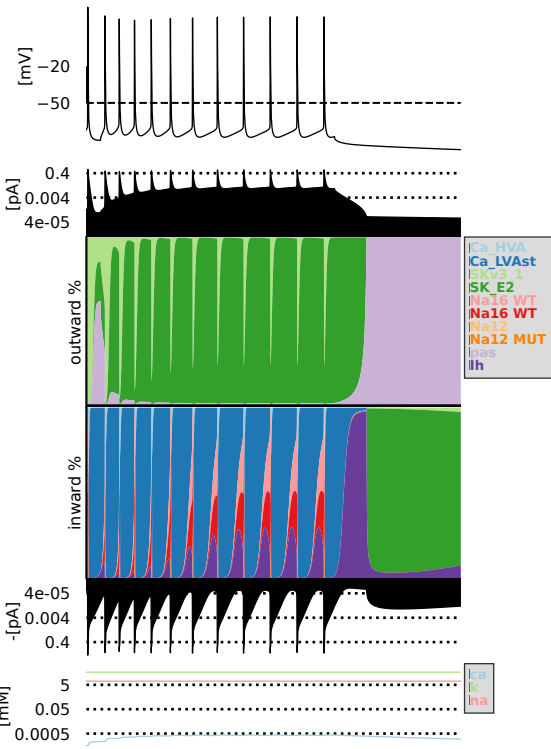 [mV]
−20
−50
[pA]
0.4
0.004
4e-05
outward %
Ca_HVA
Ca_LVAst
SKv3_1
SK_E2
Na16 WT
Na16 WT
Na12
Na12 MUT
pas
Ih
inward %
-[pA]
4e-05
0.004
0.4
[mM]
5
0.05
0.0005
ca
k
na